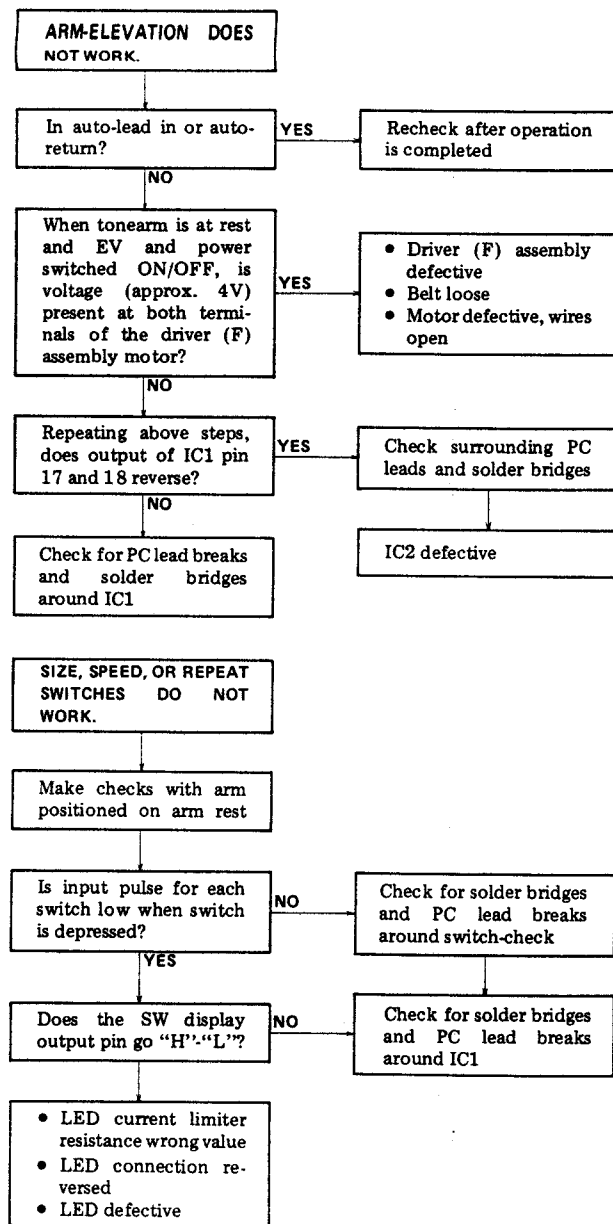 ARM-ELEVATION DOES
NOT WORK.
In auto-lead in or auto-
return?
YES
Recheck after operation
is completed
NO
When tonearm is at rest
and EV and power
switched ON/OFF, is
voltage (approx. 4V)
present at both termi-
nals of the driver (F)
assembly motor?
YES
● Driver (F) assembly
defective
● Belt loose
● Motor defective, wires
open
NO
Repeating above steps,
does output of IC1 pin
17 and 18 reverse?
YES
Check surrounding PC
leads and solder bridges
NO
IC2 defective
Check for PC lead breaks
and solder bridges
around IC1
SIZE, SPEED, OR REPEAT
SWITCHES DO NOT
WORK.
Make checks with arm
positioned on arm rest
Is input pulse for each
switch low when switch
is depressed?
NO
Check for solder bridges
and PC lead breaks
around switch-check
YES
Does the SW display
output pin go “H”-“L”?
NO
Check for solder bridges
and PC lead breaks
around IC1
● LED current limiter
resistance wrong value
● LED connection re-
versed
● LED defective